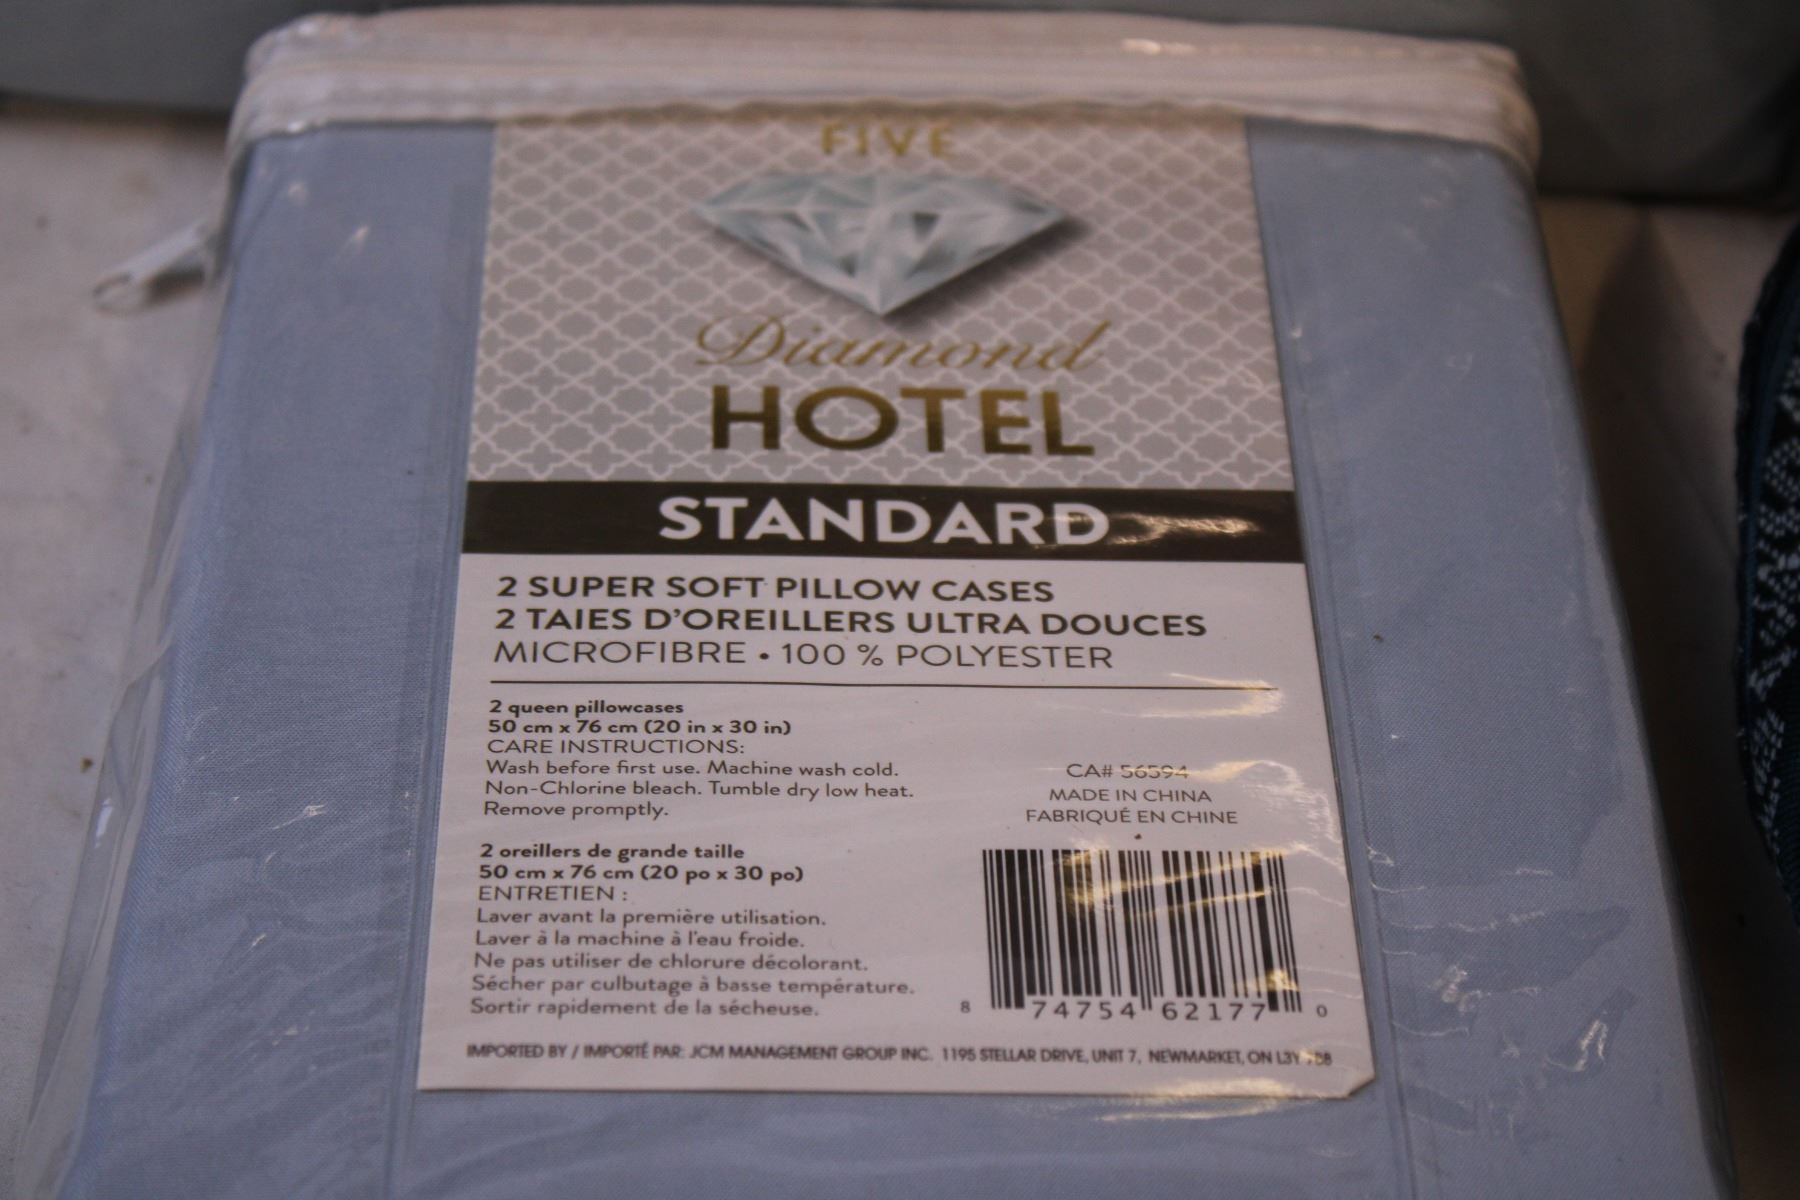 FIVE
Diamond
HOTEL
STANDARD
2 SUPER SOFT PILLOW CASES
2 TAIES D'OREILLERS ULTRA DOUCES
MICROFIBRE • 100 % POLYESTER
2 queen pillowcases
50 cm x 76 cm (20 in x 30 in)
CARE INSTRUCTIONS:
Wash before first use. Machine wash cold.
Non-Chlorine bleach. Tumble dry low heat.
Remove promptly.
CA# 56594
MADE IN CHINA
FABRIQUÉ EN CHINE
2 oreillers de grande taille
50 cm x 76 cm (20 po x 30 po)
ENTRETIEN :
Laver avant la première utilisation.
Laver à la machine à l'eau froide.
Ne pas utiliser de chlorure décolorant.
Sécher par culbutage à basse température.
Sortir rapidement de la sécheuse.
8 74754 62177 0
IMPORTED BY / IMPORTÉ PAR: JCM MANAGEMENT GROUP INC. 1195 STELLAR DRIVE, UNIT 7, NEWMARKET, ON L3Y